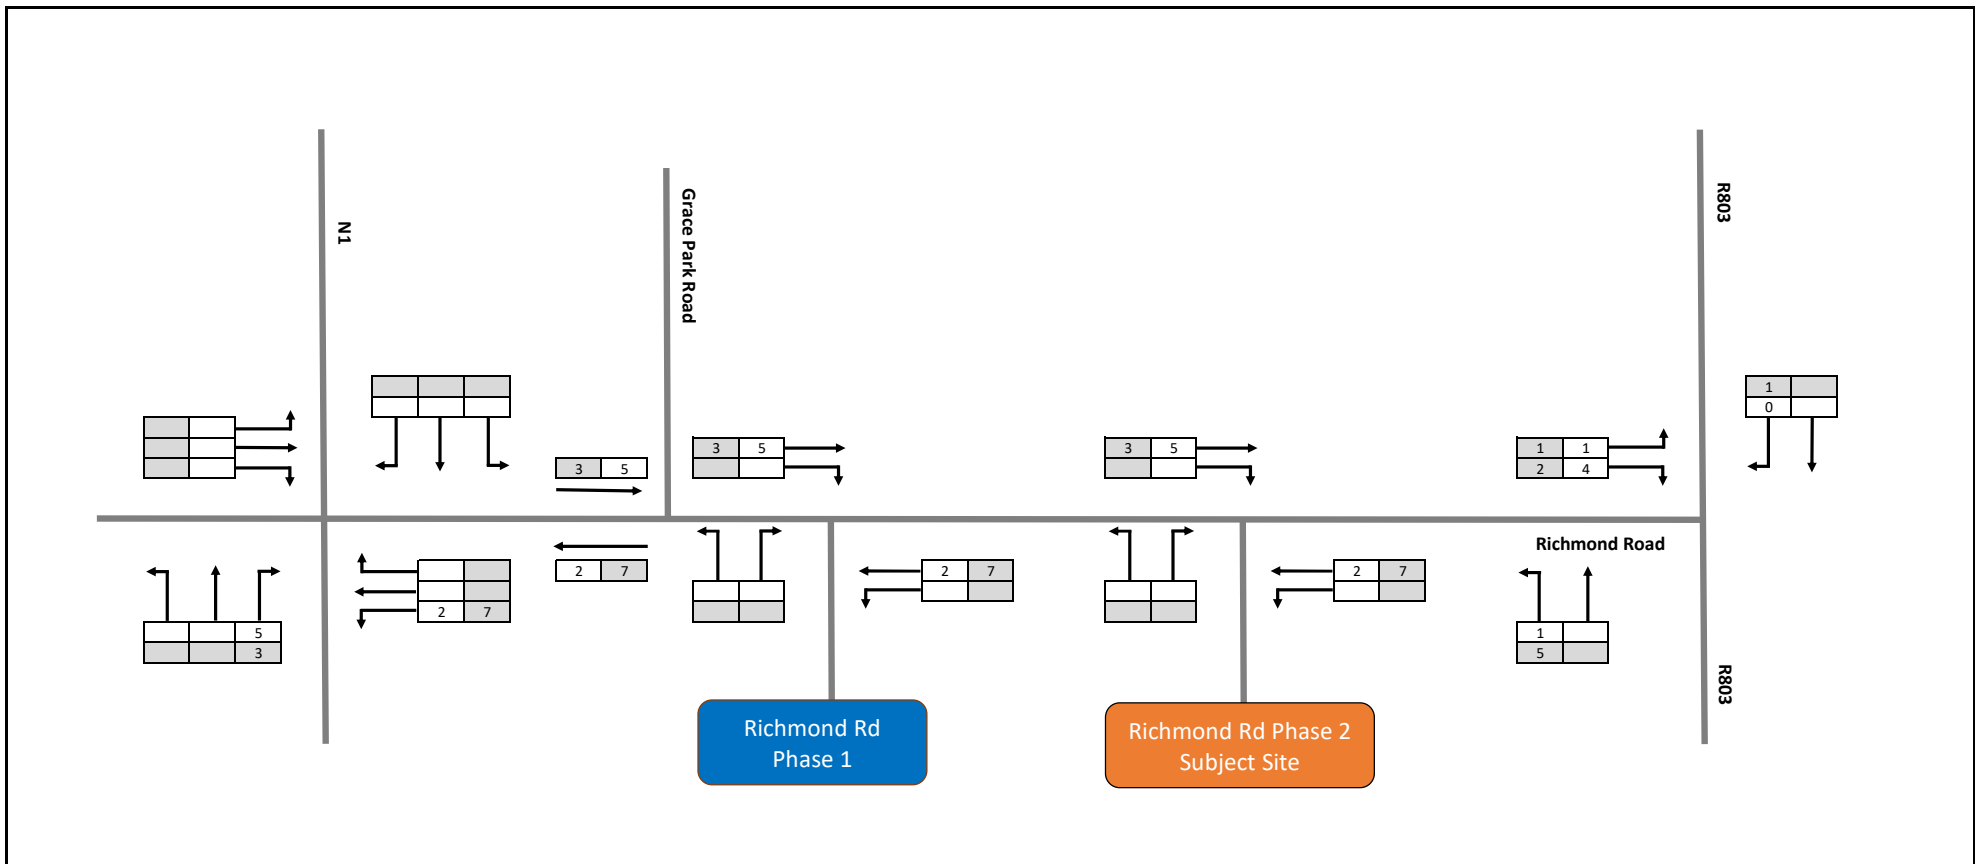 R803
Grace Park Road
N1
1
0
3 5
1 1
2 4
3 5
3 5
Richmond Road
2 7
2 7
2 7
2 7
5
3
1
5
R803
Richmond Rd
Phase 1
Richmond Rd Phase 2
Subject Site